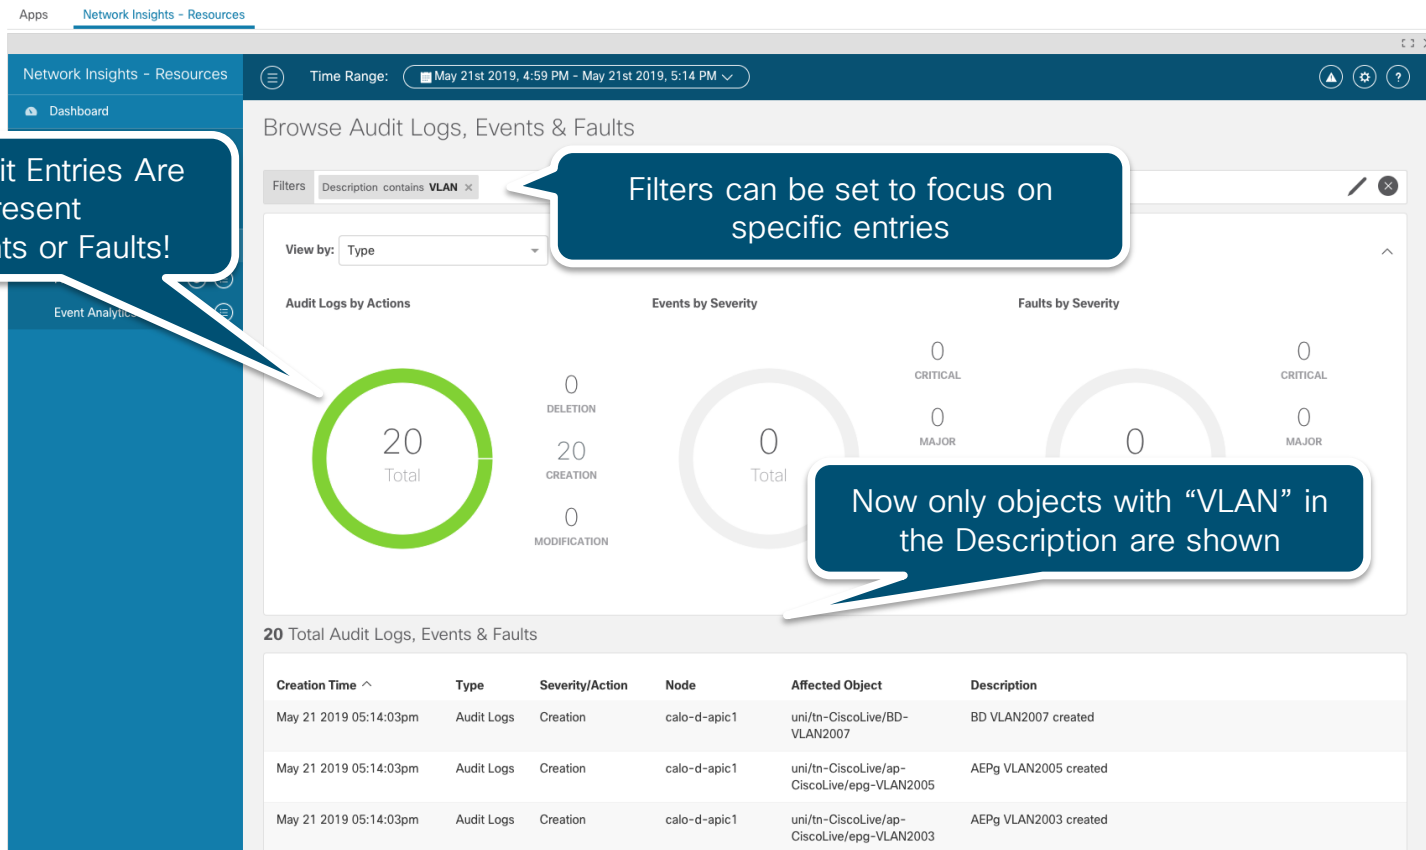 Apps Network Insights - Resources
Network Insights - Resources
Time Range: May 21st 2019, 4:59 PM - May 21st 2019, 5:14 PM
?
Dashboard
Browse Audit Logs, Events & Faults
it Entries Are
resent
ts or Faults!
Filters Description contains VLAN ×
Filters can be set to focus on
specific entries
View by: Type
Event Analytics
Audit Logs by Actions
Events by Severity
Faults by Severity
20
Total
0
DELETION
20
CREATION
0
MODIFICATION
0
Total
0
CRITICAL
0
MAJOR
0
0
CRITICAL
0
MAJOR
Now only objects with “VLAN” in
the Description are shown
20 Total Audit Logs, Events & Faults
Creation Time Type Severity/Action Node Affected Object Description
May 21 2019 05:14:03pm Audit Logs Creation calo-d-apic1 uni/tn-CiscoLive/BD- BD VLAN2007 created
VLAN2007
May 21 2019 05:14:03pm Audit Logs Creation calo-d-apic1 uni/tn-CiscoLive/ap- AEPg VLAN2005 created
CiscoLive/epg-VLAN2005
May 21 2019 05:14:03pm Audit Logs Creation calo-d-apic1 uni/tn-CiscoLive/ap- AEPg VLAN2003 created
CiscoLive/epg-VLAN2003